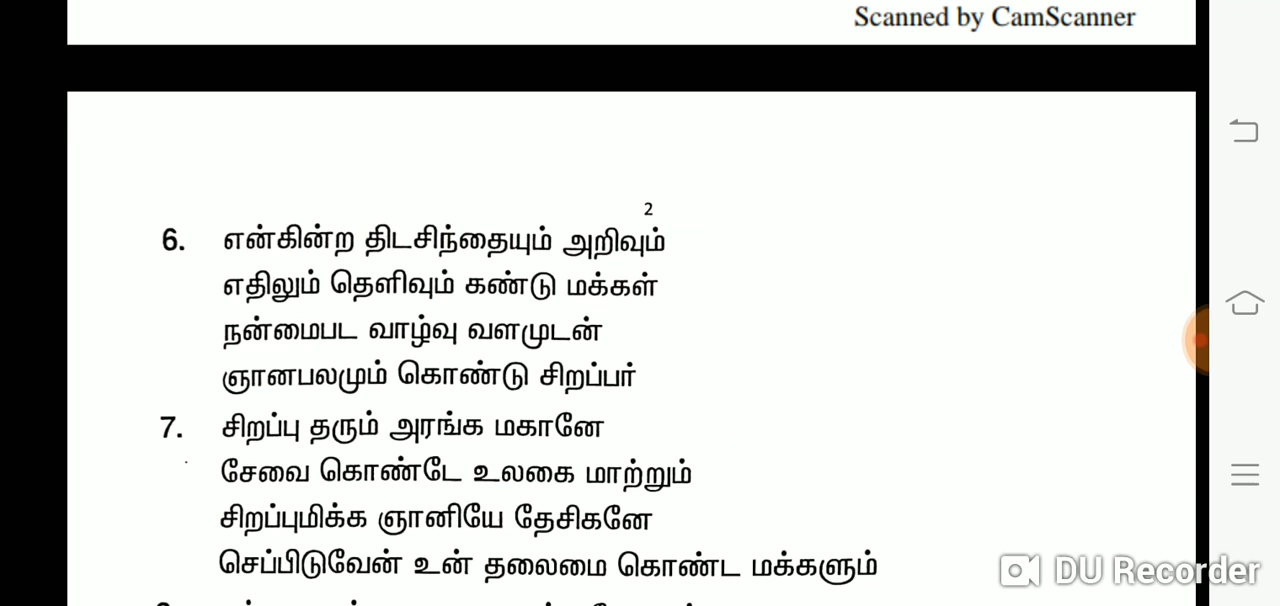 Scanned by CamScanner
2
6. என்கின்ற திடசிந்தையும் அறிவும்
எதிலும் தெளிவும் கண்டு மக்கள்
நன்மைபட வாழ்வு வளமுடன்
ஞானபலமும் கொண்டு சிறப்பர்
7. சிறப்பு தரும் அரங்க மகானே
சேவை கொண்டே உலகை மாற்றும்
சிறப்புமிக்க ஞானியே தேசிகனே
செப்பிடுவேன் உன் தலைமை கொண்ட மக்களும்
DU Recorder